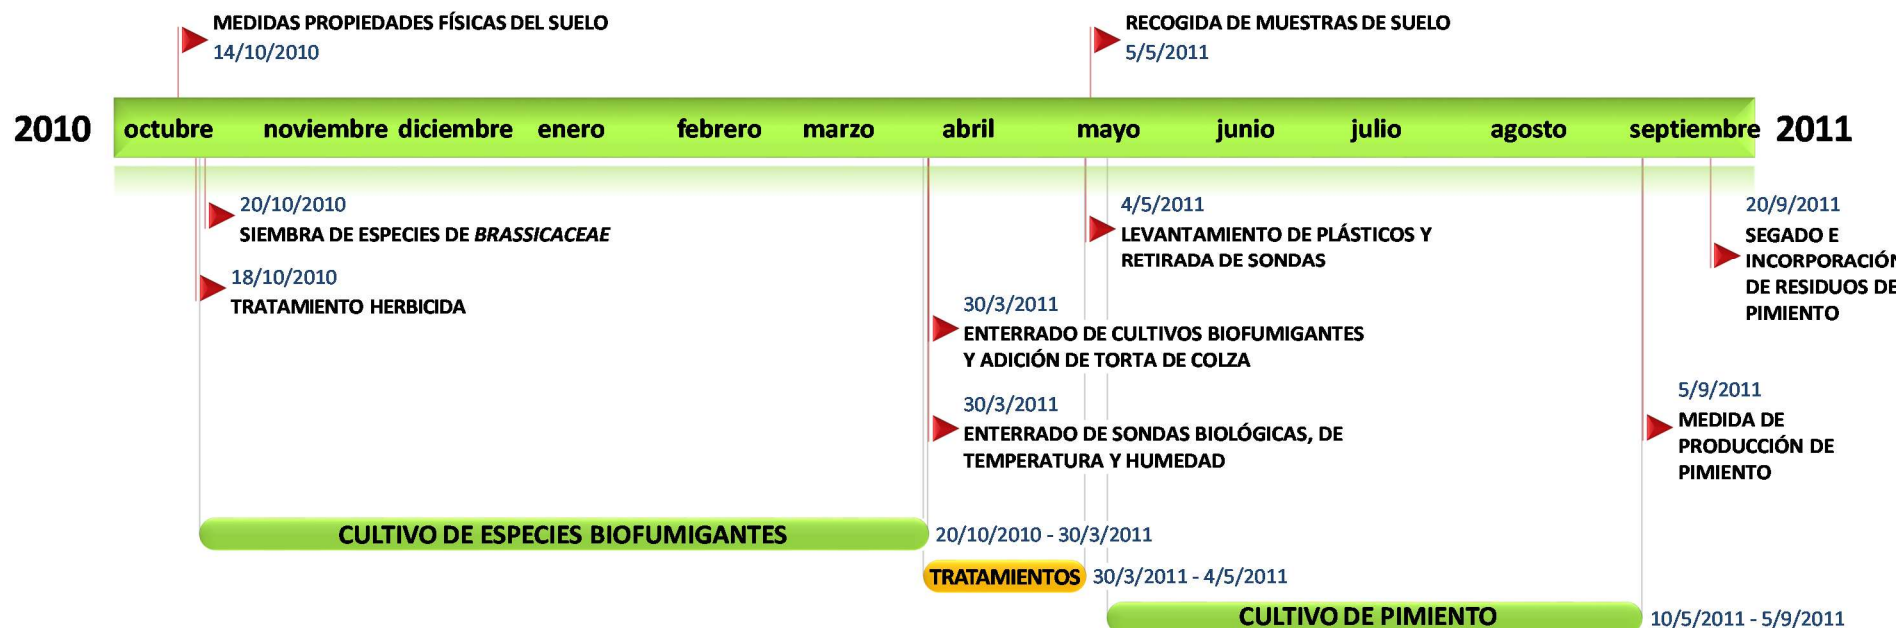 MEDIDAS PROPIEDADES FÍSICAS DEL SUELO
14/10/2010
RECOGIDA DE MUESTRAS DE SUELO
5/5/2011
2010 octubre noviembre diciembre enero febrero marzo abril mayo junio julio agosto septiembre 2011
20/10/2010
SIEMBRA DE ESPECIES DE BRASSICACEAE
18/10/2010
TRATAMIENTO HERBICIDA
4/5/2011
LEVANTAMIENTO DE PLÁSTICOS Y
RETIRADA DE SONDAS
20/9/2011
SEGADO E
INCORPORACIÓN
DE RESIDUOS DE
PIMIENTO
30/3/2011
ENTERRADO DE CULTIVOS BIOFUMIGANTES
Y ADICIÓN DE TORTA DE COLZA
30/3/2011
ENTERRADO DE SONDAS BIOLÓGICAS, DE
TEMPERATURA Y HUMEDAD
5/9/2011
MEDIDA DE
PRODUCCIÓN DE
PIMIENTO
CULTIVO DE ESPECIES BIOFUMIGANTES 20/10/2010 - 30/3/2011
TRATAMIENTOS 30/3/2011 - 4/5/2011
CULTIVO DE PIMIENTO 10/5/2011 - 5/9/2011